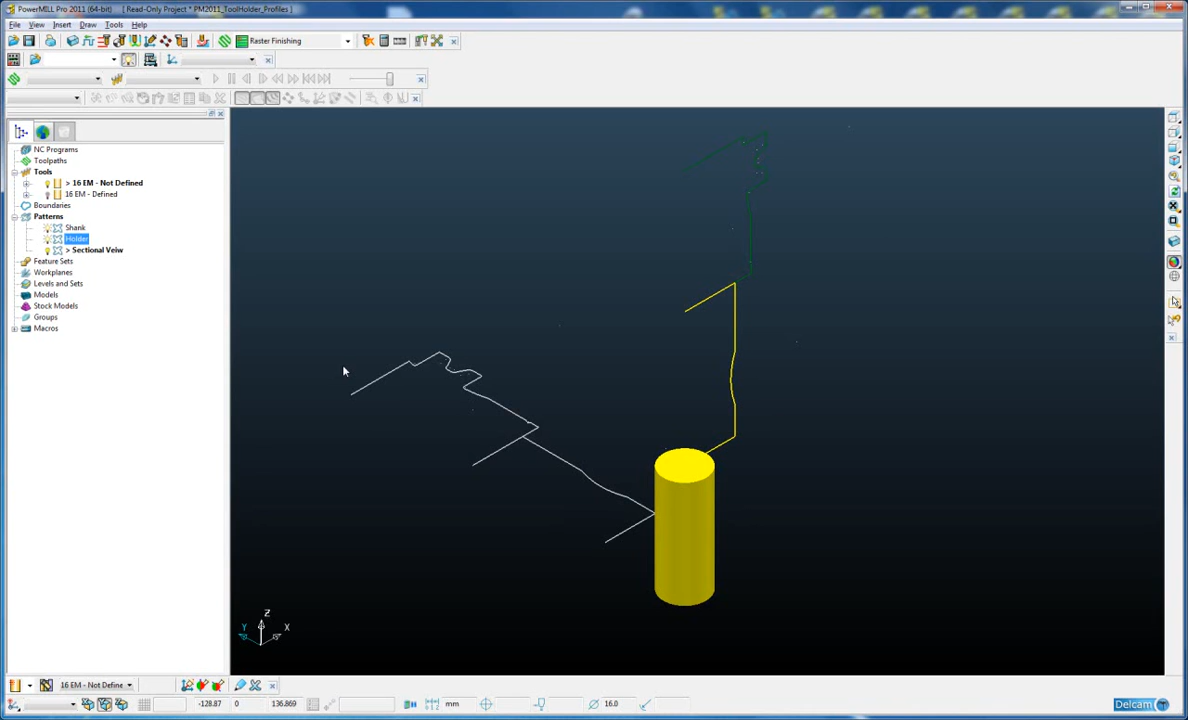 PowerMILL Pro 2011 (64-bit)    [ Read-Only Project * PM2011_ToolHolder_Profiles ]
File View Insert Draw Tools Help
Raster Finishing
NC Programs
Toolpaths
Tools
> 16 EM - Not Defined
16 EM - Defined
Boundaries
Patterns
Shank
Holder
> Sectional Veiw
Feature Sets
Workplanes
Levels and Sets
Models
Stock Models
Groups
Macros
Z
Y X
16 EM - Not Define
-128.87 0 136.869 mm 16.0 Delcam